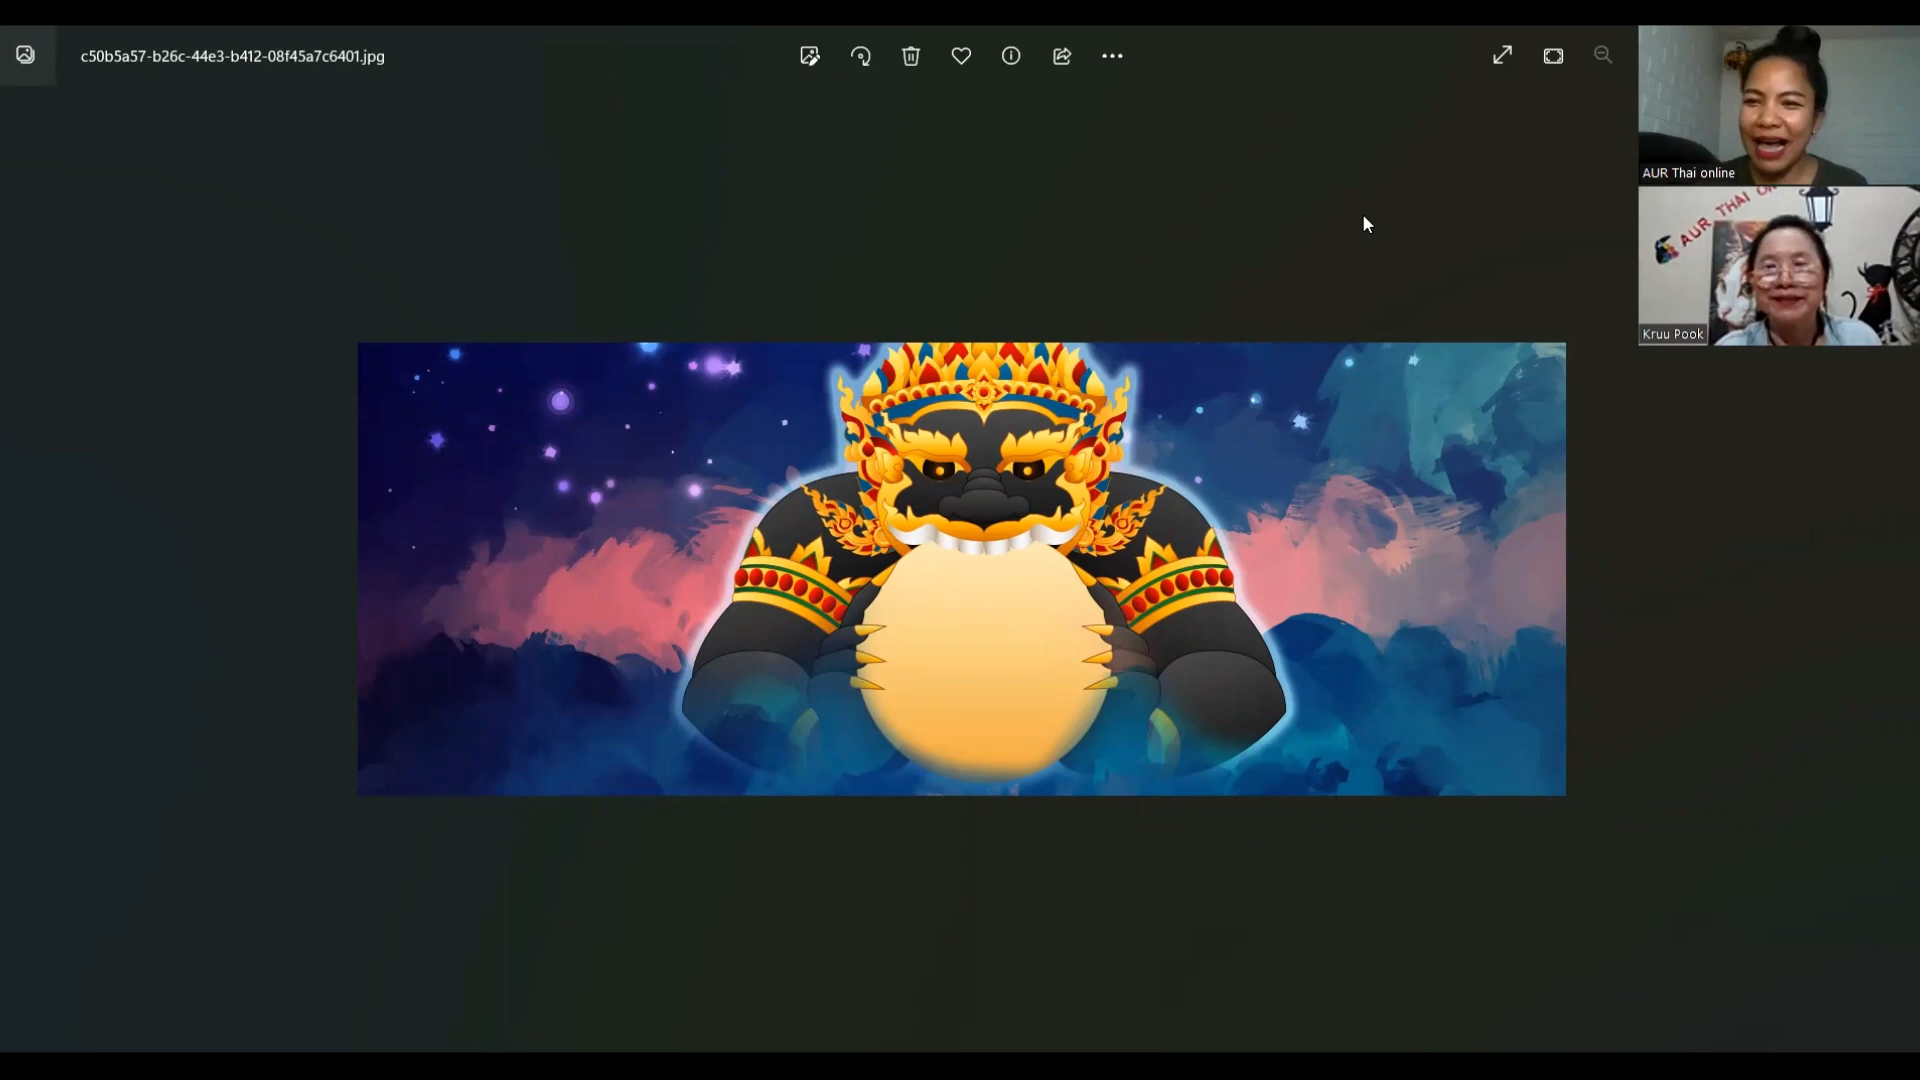 c50b5a57-b26c-44e3-b412-08f45a7c6401.jpg
AUR Thai online
AUR THAI
Kruu Pook